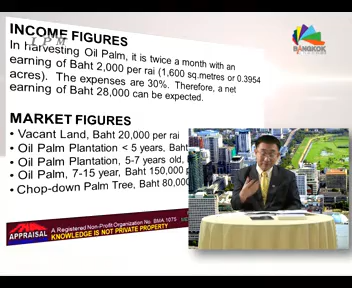 INCOME FIGURES
IPM
In harvesting Oil Palm, it is twice a month with an
earning of Baht 2,000 per rai (1,600 sq.metres or 0.3954
acres). The expenses are 30%. Therefore, a net
earning of Baht 28,000 can be expected.
MARKET FIGURES
• Vacant Land, Baht 20,000 per rai
• Oil Palm Plantation < 5 years, Baht
• Oil Palm Plantation, 5-7 years old,
• Oil Palm, 7-15 year, Baht 150,000 p
• Chop-down Palm Tree, Baht 80,000
BANGKOK
APPRAISAL
A Registered Non-Profit Organization No. BMA 1075
KNOWLEDGE IS NOT PRIVATE PROPERTY